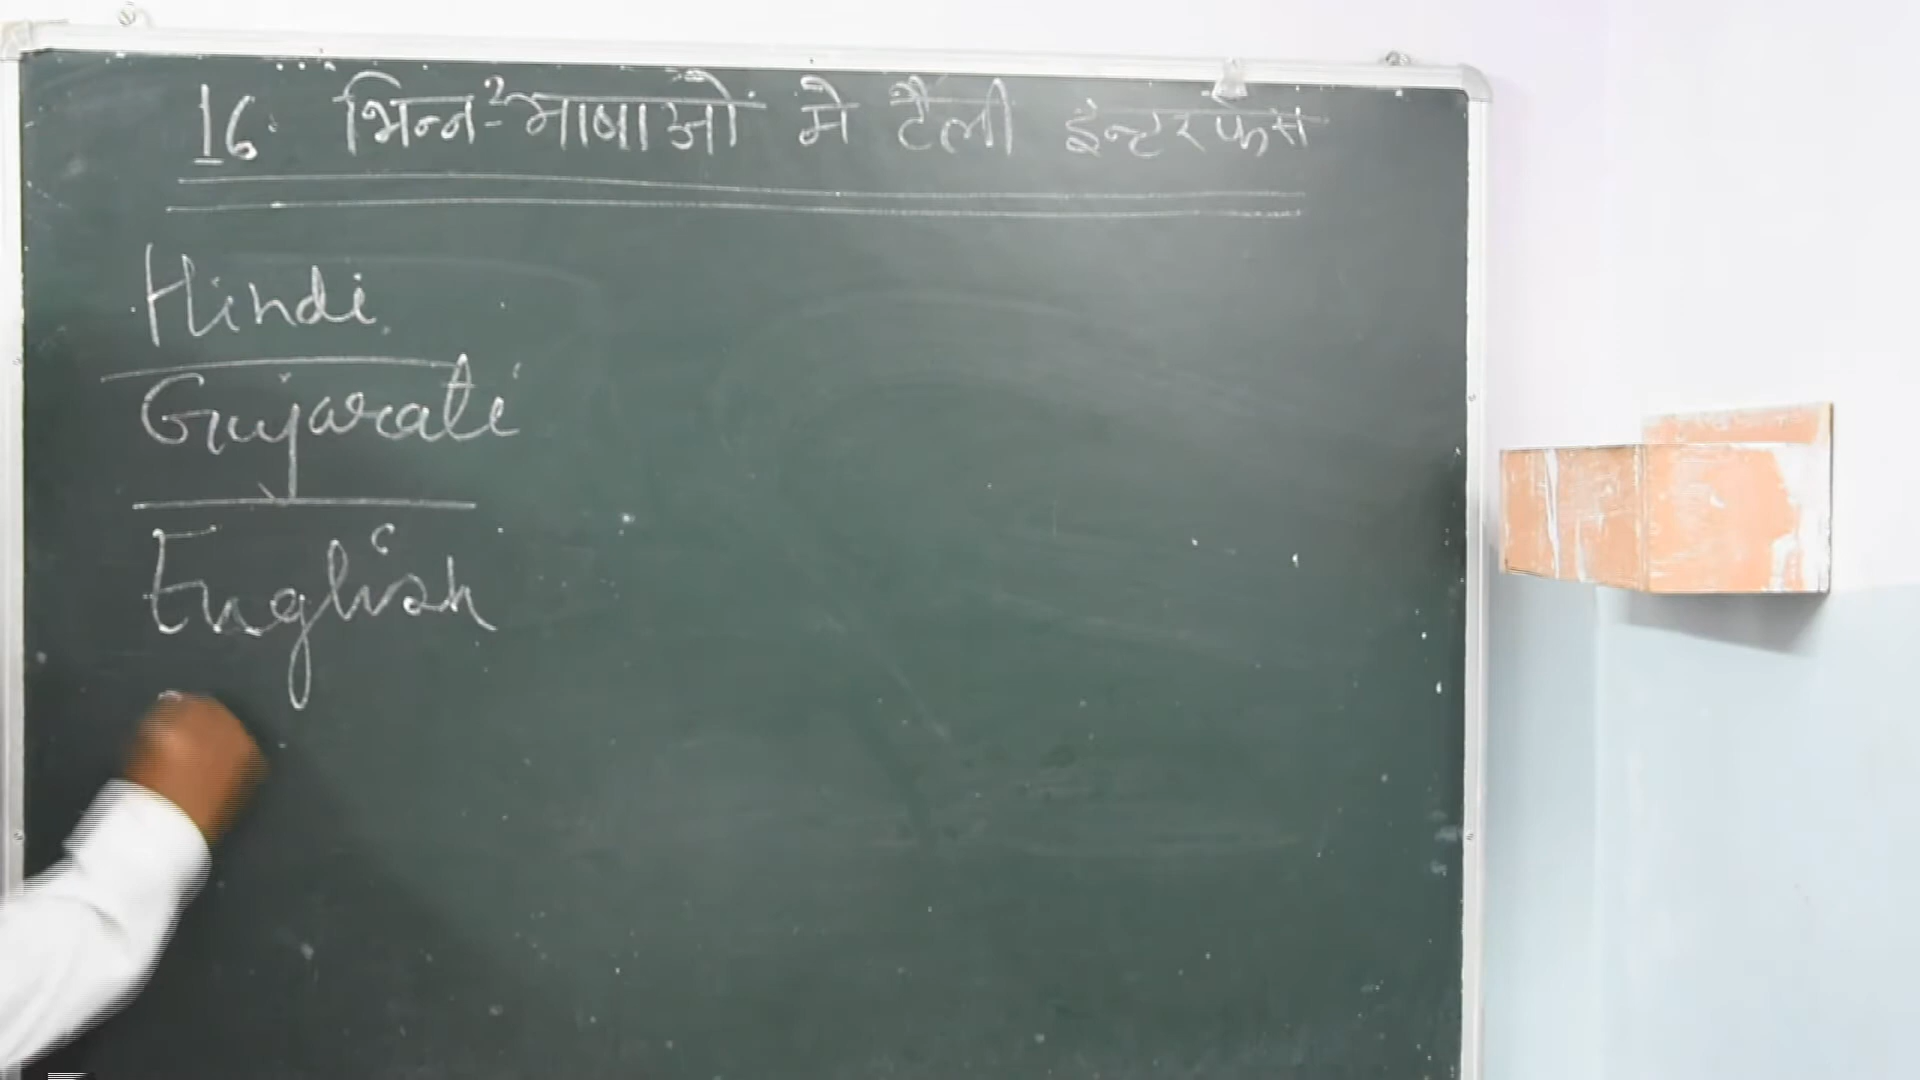 16. भिन्न-2 भाषाओं मे टैली इन्टरफेस
Hindi
Gujarati
English